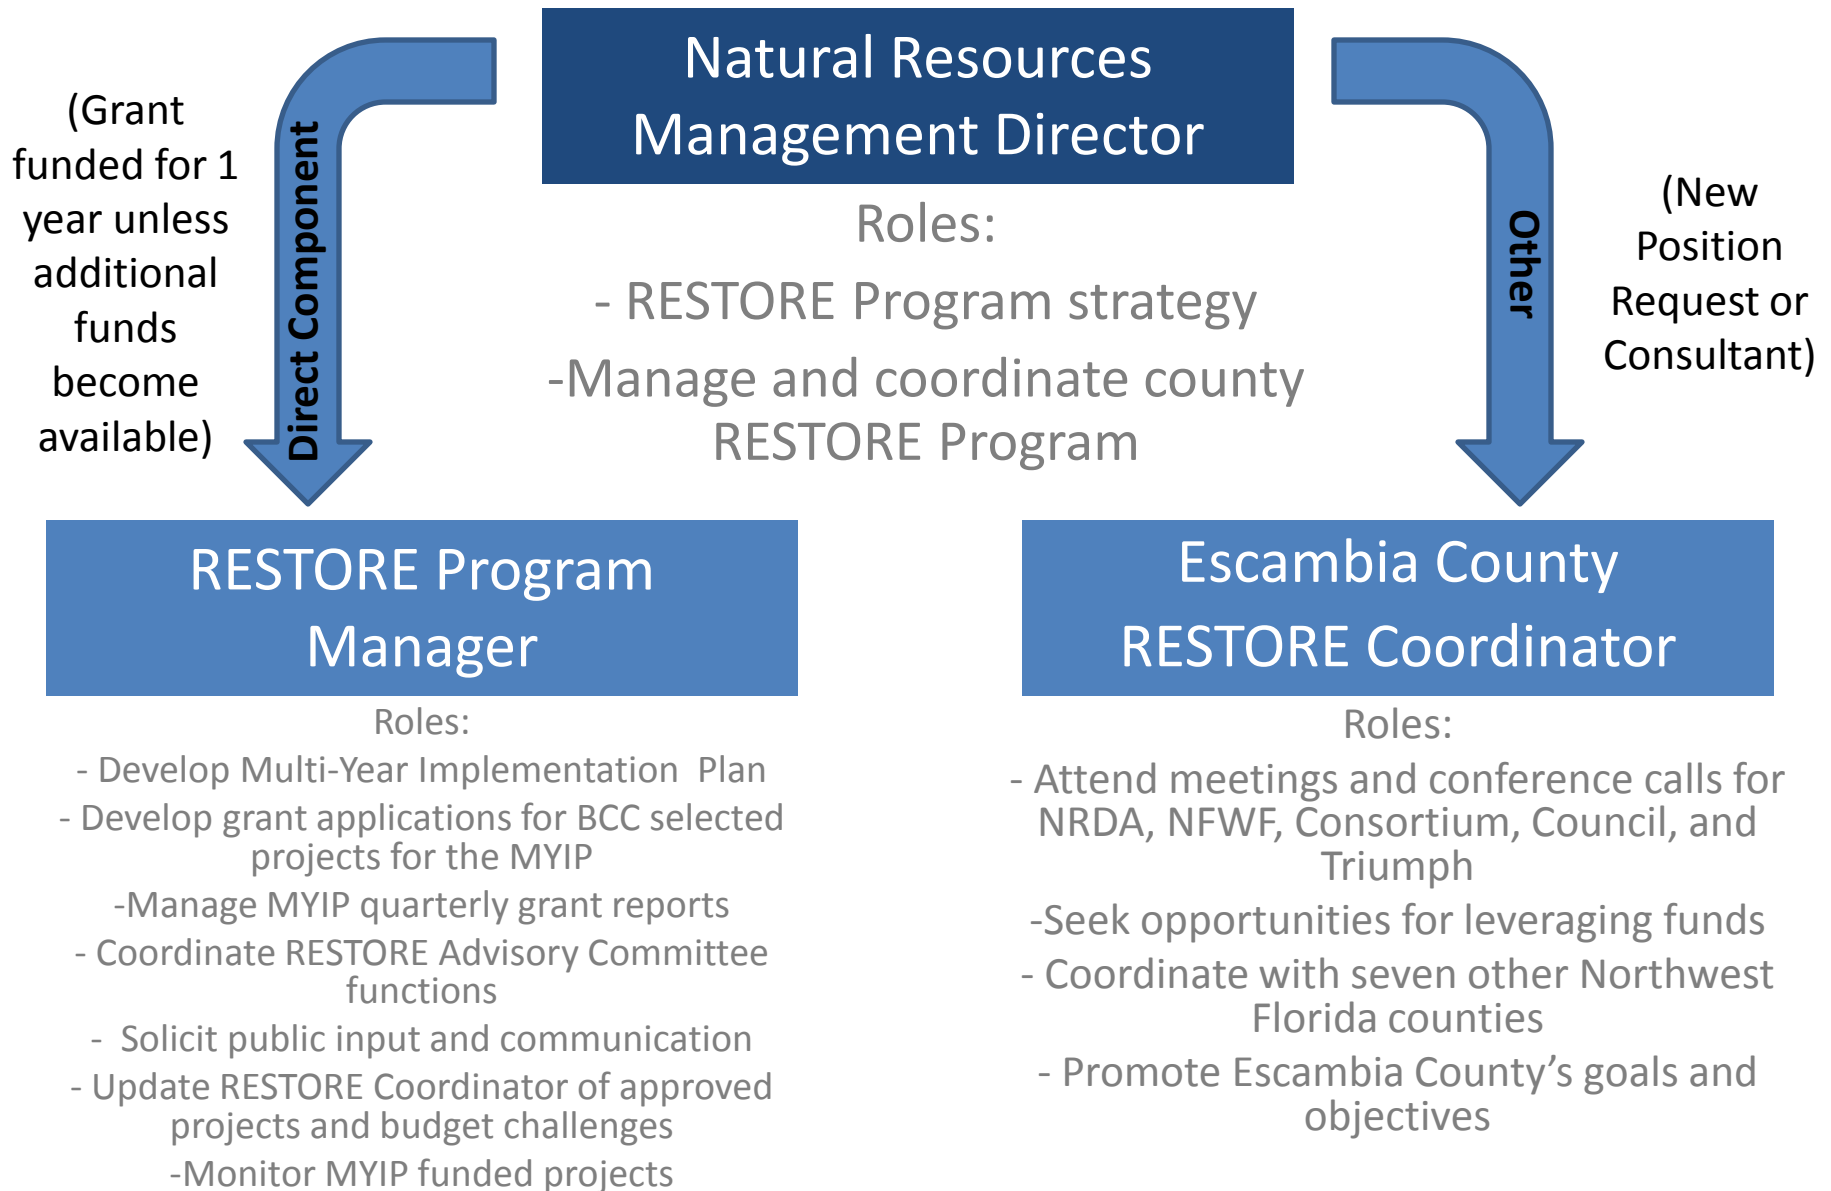 Natural Resources
Management Director
(Grant
funded for 1
year unless
additional
funds
become
available)
Direct Component
Roles:
- RESTORE Program strategy
-Manage and coordinate county
RESTORE Program
Other
(New
Position
Request or
Consultant)
RESTORE Program
Manager
Roles:
- Develop Multi-Year Implementation  Plan
- Develop grant applications for BCC selected
projects for the MYIP
-Manage MYIP quarterly grant reports
- Coordinate RESTORE Advisory Committee
functions
-  Solicit public input and communication
- Update RESTORE Coordinator of approved
projects and budget challenges
-Monitor MYIP funded projects
Escambia County
RESTORE Coordinator
Roles:
- Attend meetings and conference calls for
NRDA, NFWF, Consortium, Council, and
Triumph
-Seek opportunities for leveraging funds
- Coordinate with seven other Northwest
Florida counties
- Promote Escambia County’s goals and
objectives